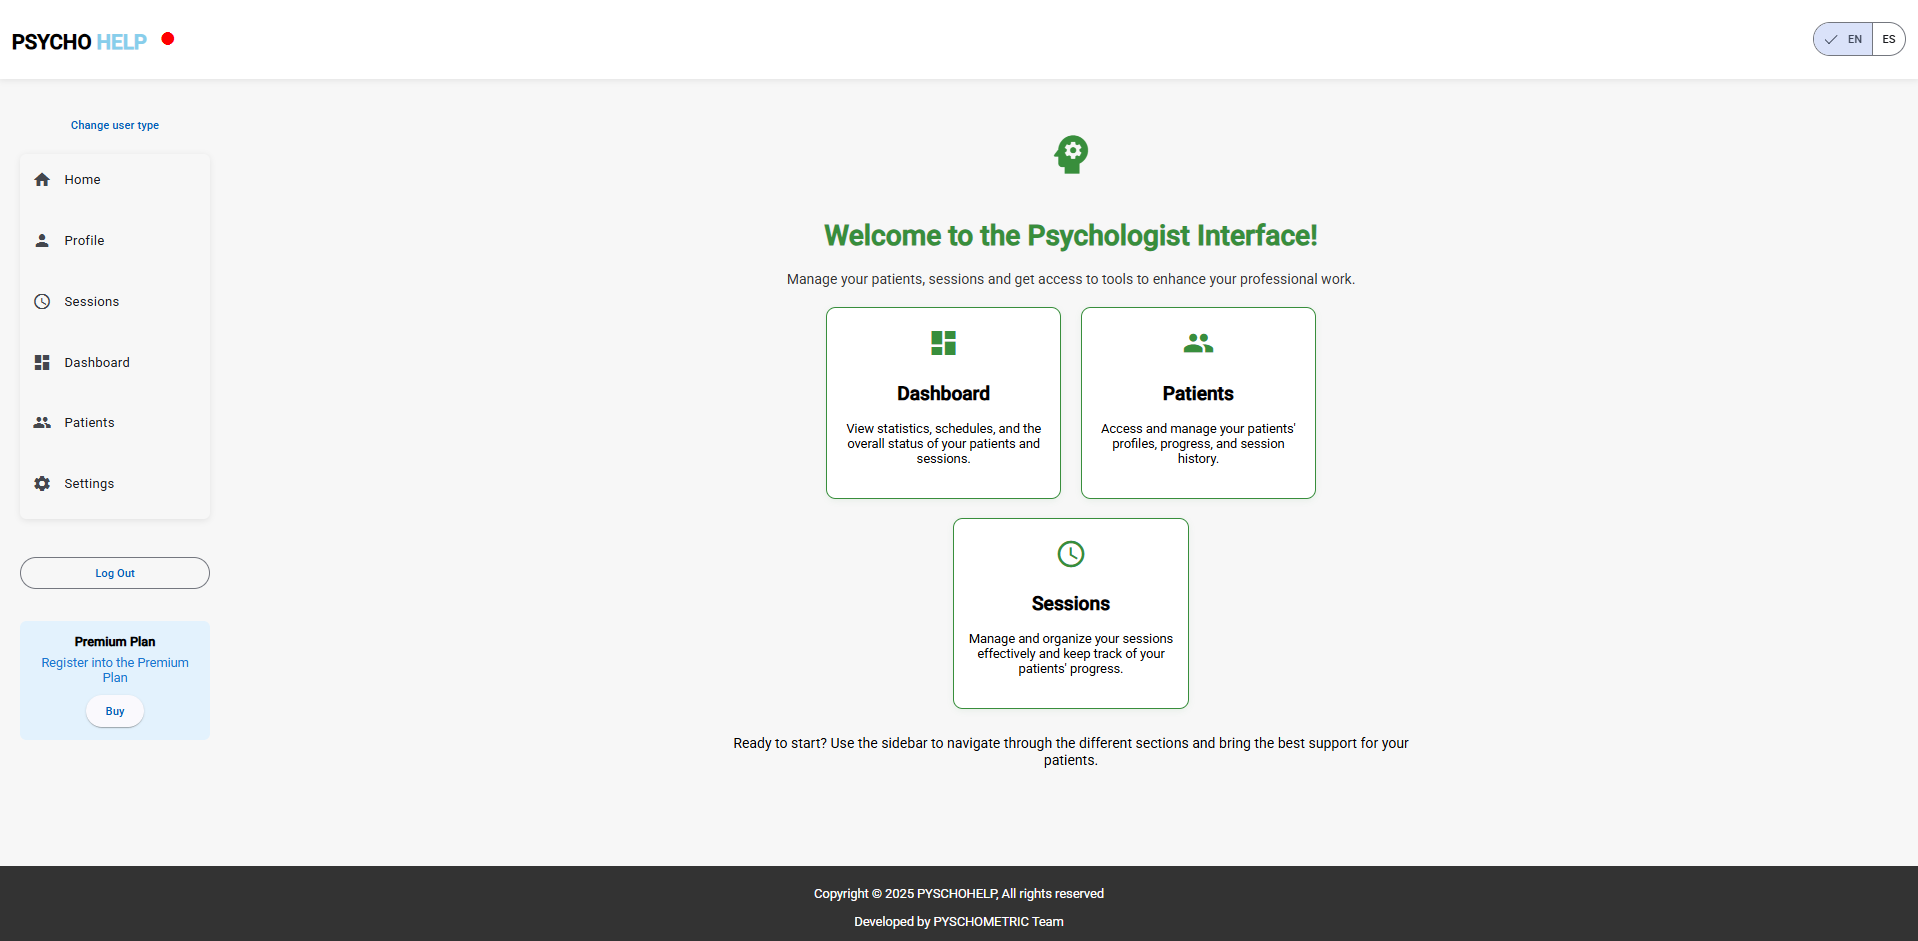 PSYCHO HELP
EN
ES
Change user type
Home
Profile
Sessions
Dashboard
Patients
Settings
Log Out
Premium Plan
Register into the Premium
Plan
Buy
Welcome to the Psychologist Interface!
Manage your patients, sessions and get access to tools to enhance your professional work.
Dashboard
View statistics, schedules, and the
overall status of your patients and
sessions.
Patients
Access and manage your patients'
profiles, progress, and session
history.
Sessions
Manage and organize your sessions
effectively and keep track of your
patients' progress.
Ready to start? Use the sidebar to navigate through the different sections and bring the best support for your
patients.
Copyright © 2025 PYSCHOHELP, All rights reserved
Developed by PYSCHOMETRIC Team